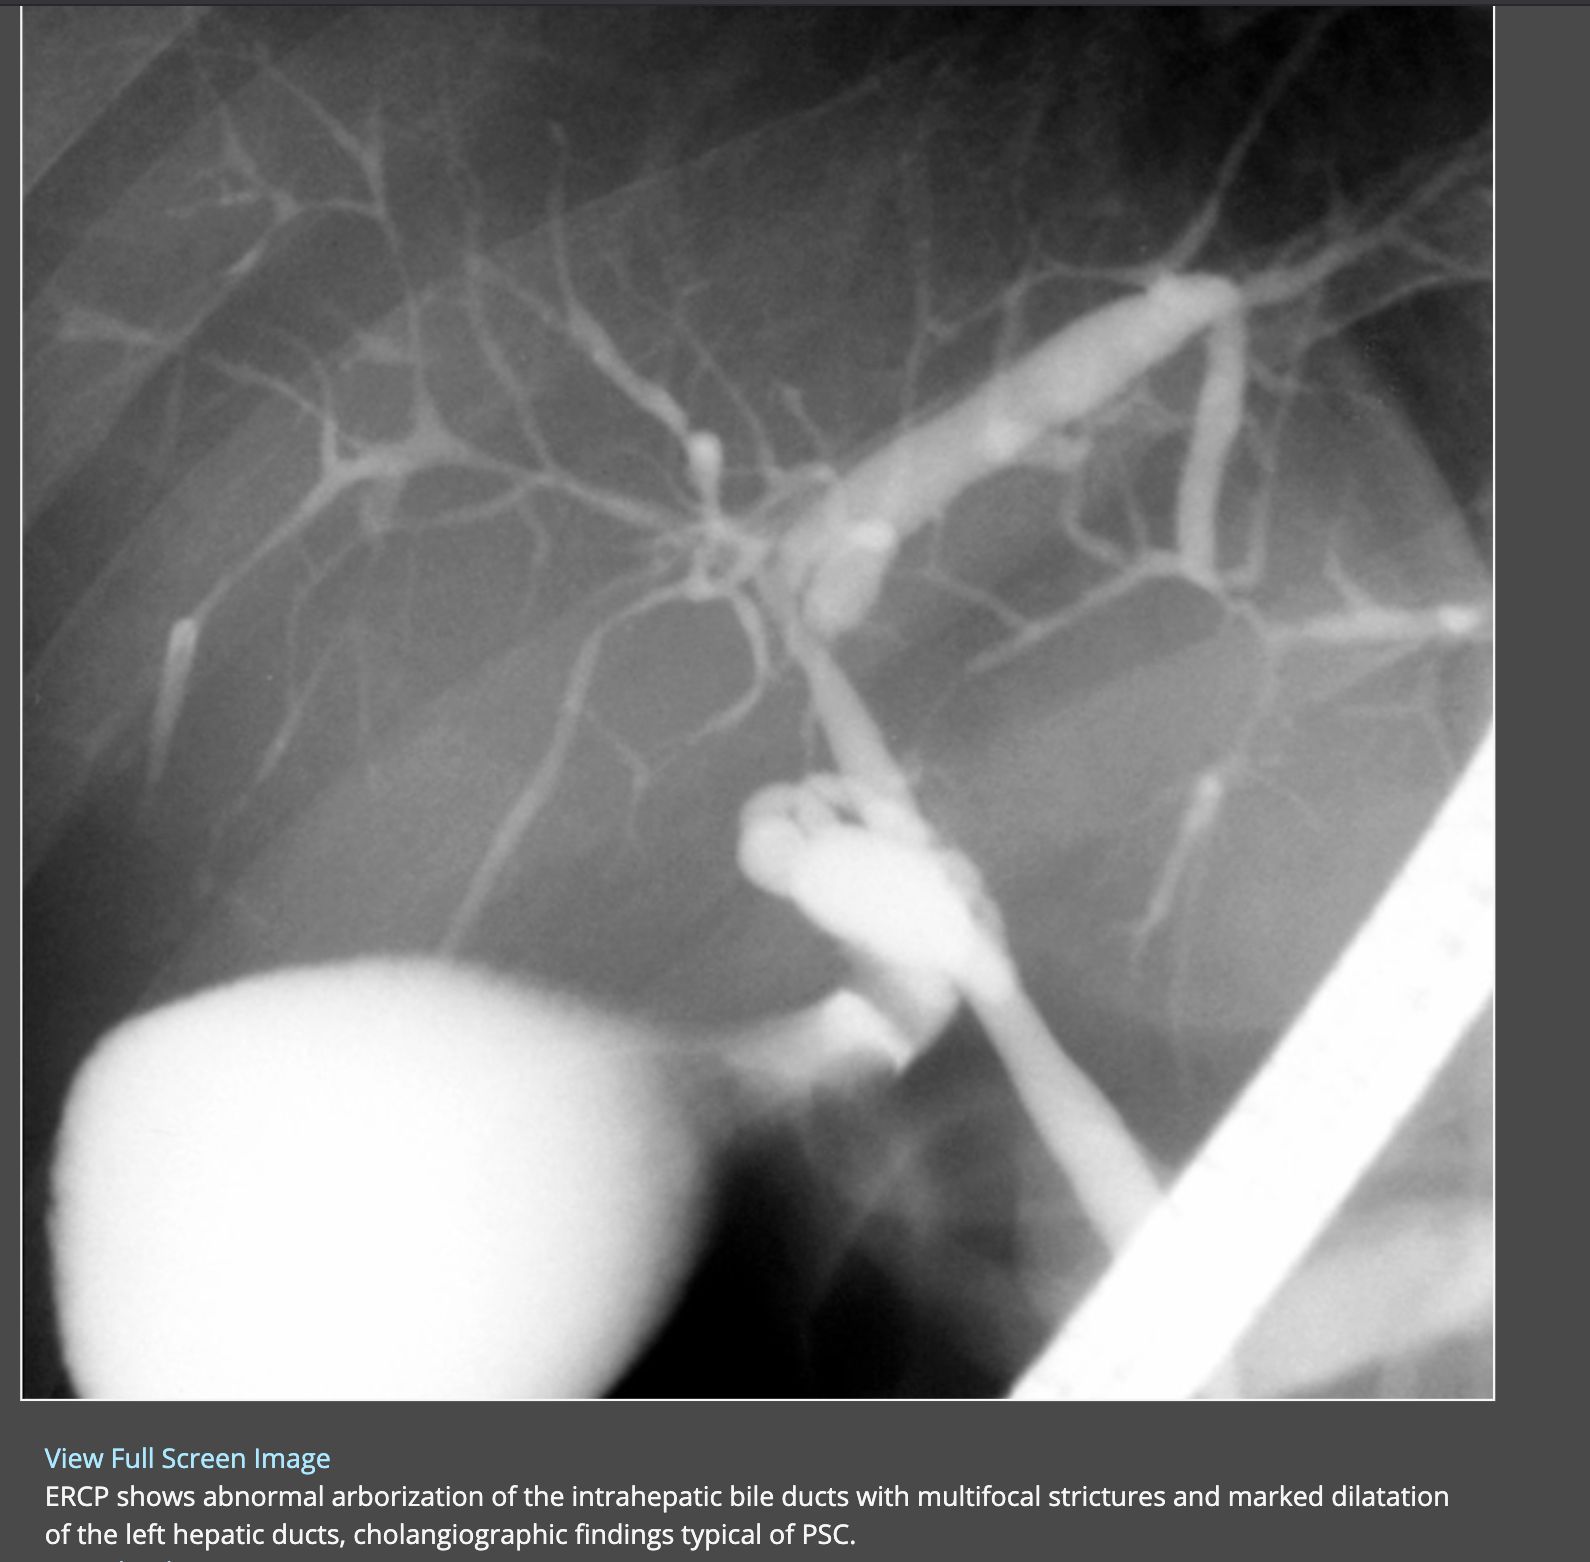 View Full Screen Image
ERCP shows abnormal arborization of the intrahepatic bile ducts with multifocal strictures and marked dilatation
of the left hepatic ducts, cholangiographic findings typical of PSC.